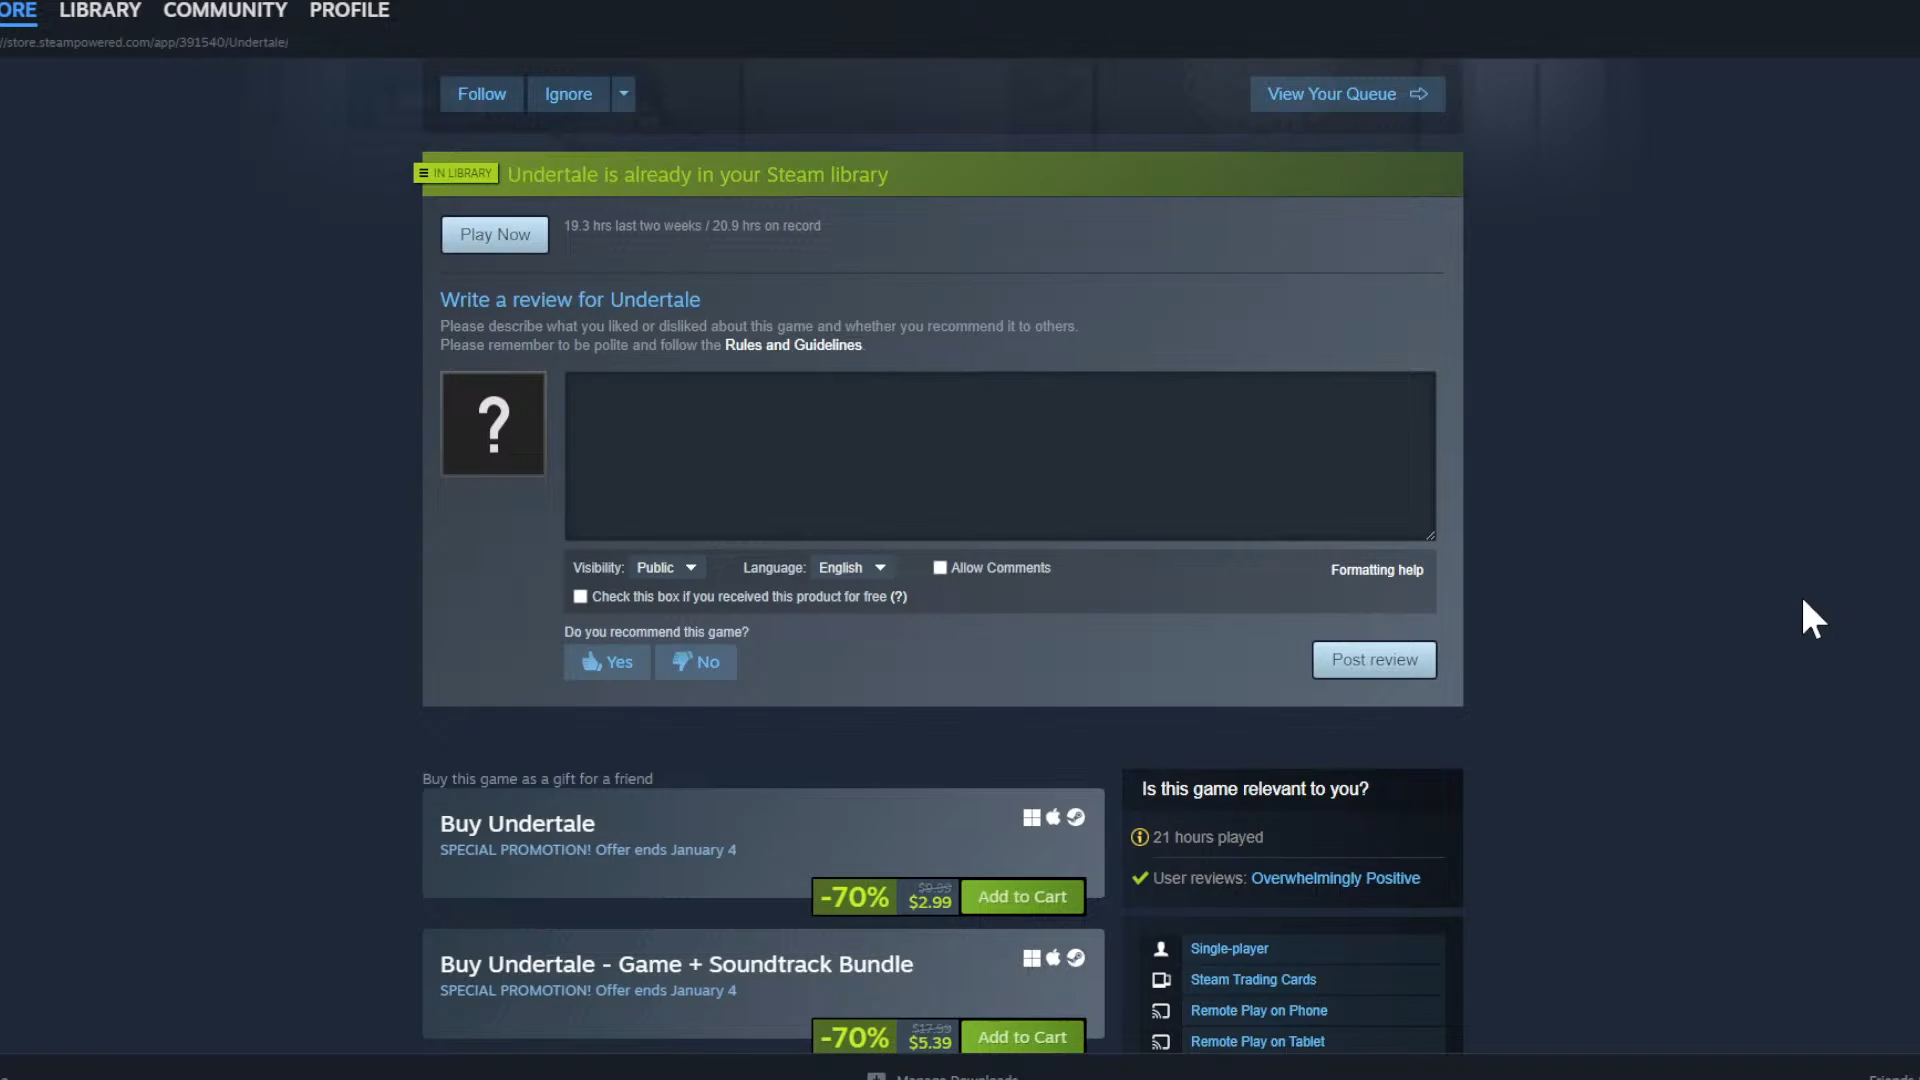 ORE LIBRARY COMMUNITY PROFILE
//store.steampowered.com/app/391540/Undertale/
Follow Ignore View Your Queue
IN LIBRARY Undertale is already in your Steam library
Play Now 19.3 hrs last two weeks / 20.9 hrs on record
Write a review for Undertale
Please describe what you liked or disliked about this game and whether you recommend it to others.
Please remember to be polite and follow the Rules and Guidelines.
?
Visibility: Public Language: English Allow Comments Formatting help
Check this box if you received this product for free (?)
Do you recommend this game?
Yes No Post review
Buy this game as a gift for a friend
Buy Undertale
SPECIAL PROMOTION! Offer ends January 4
-70% $9.99 $2.99 Add to Cart
Buy Undertale - Game + Soundtrack Bundle
SPECIAL PROMOTION! Offer ends January 4
-70% $17.99 $5.39 Add to Cart
Is this game relevant to you?
21 hours played
User reviews: Overwhelmingly Positive
Single-player
Steam Trading Cards
Remote Play on Phone
Remote Play on Tablet